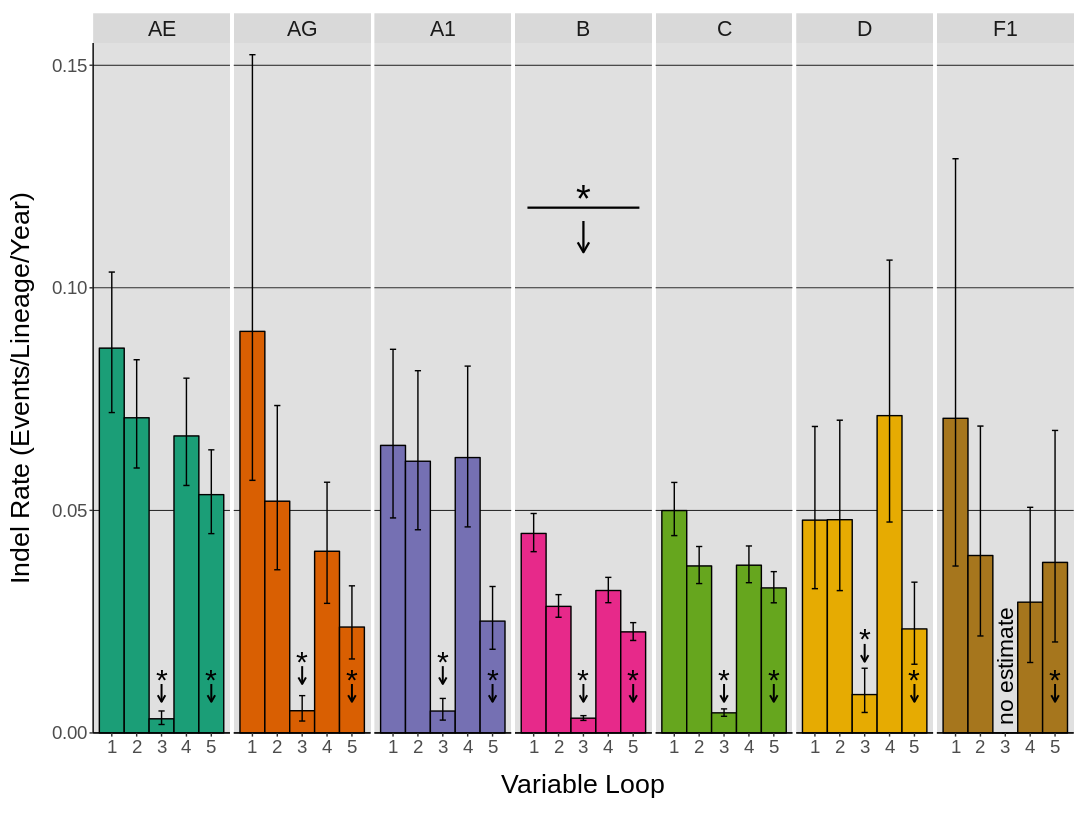 AE AG A1 B C D F1
0.15
*
0.10
0.05
Indel Rate (Events/Lineage/Year)
no estimate
*
* * *
* * * * * * * * * *
0.00
1 2 3 4 5 1 2 3 4 5 1 2 3 4 5 1 2 3 4 5 1 2 3 4 5 1 2 3 4 5 1 2 3 4 5
Variable Loop